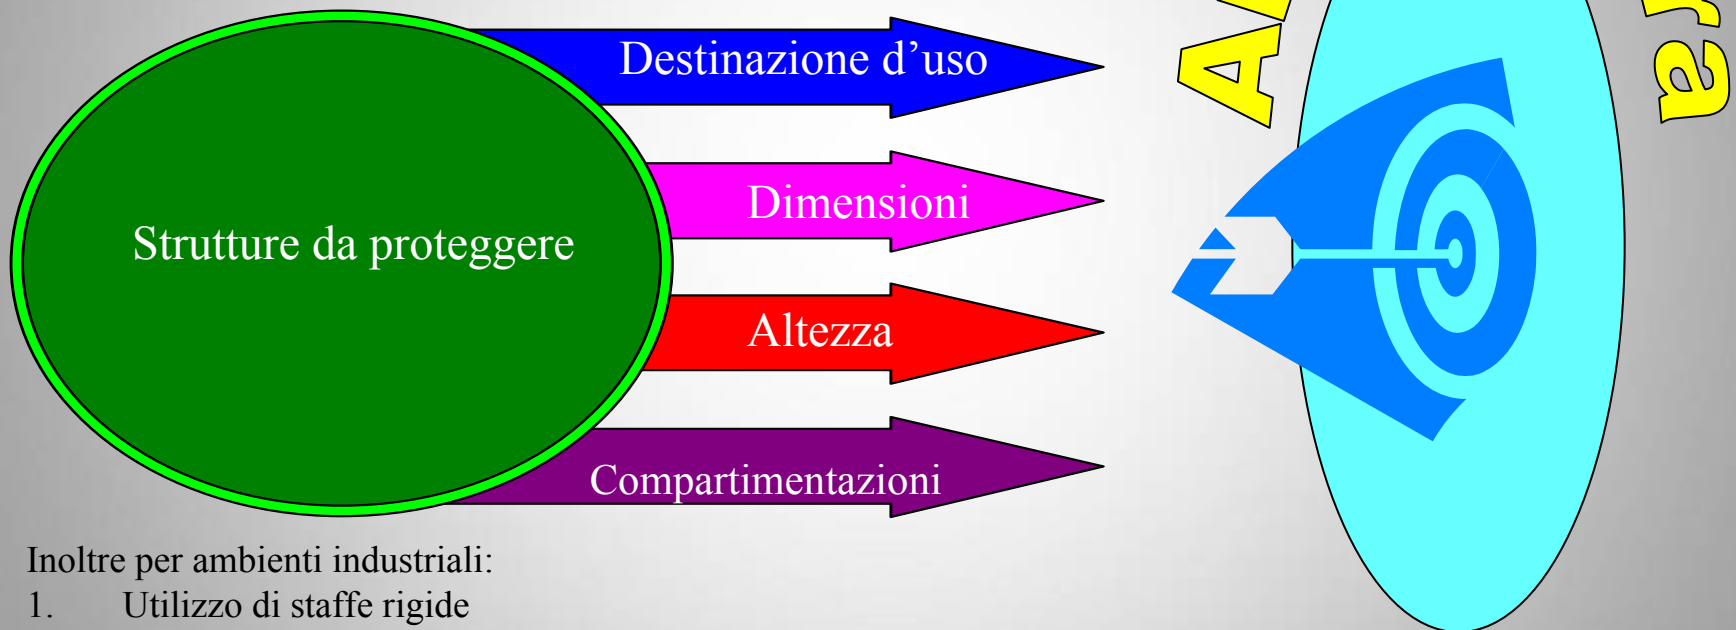 Destinazione d’uso
Dimensioni
Strutture da proteggere
Altezza
Compartimentazioni
Inoltre per ambienti industriali:
1. Utilizzo di staffe rigide